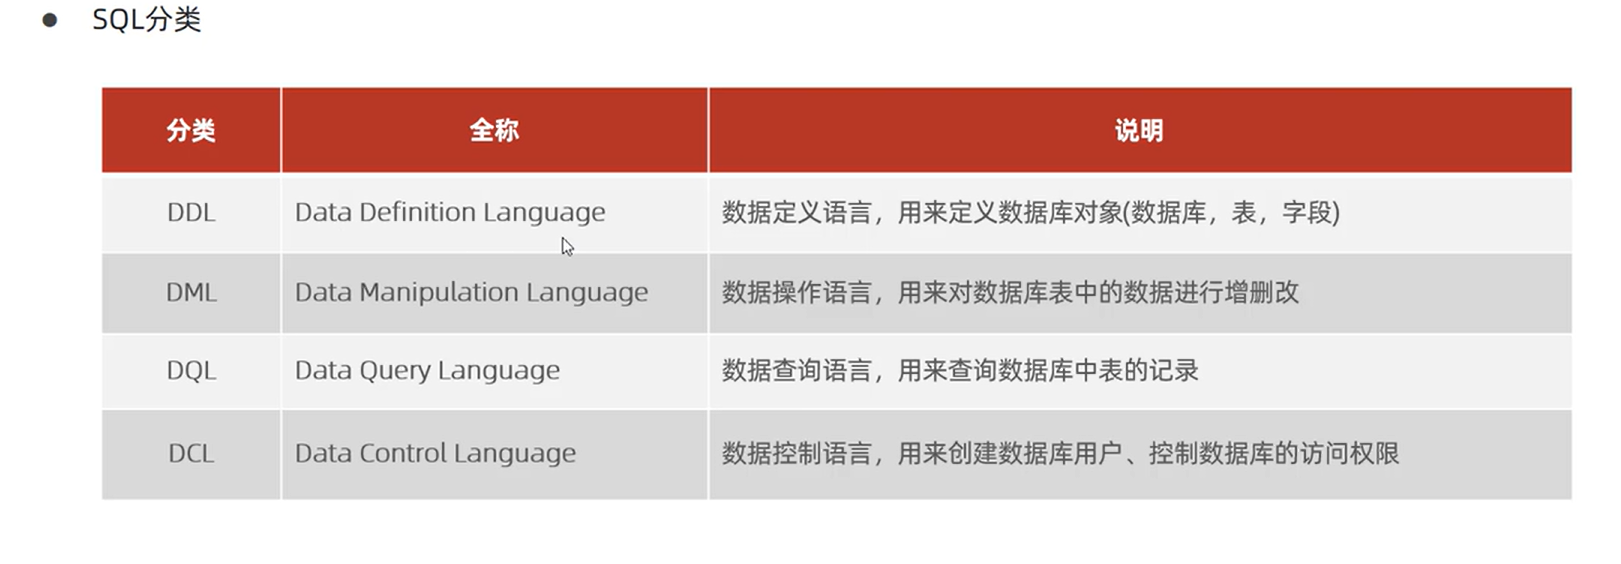 SQL分类
分类 全称 说明
DDL Data Definition Language 数据定义语言，用来定义数据库对象(数据库，表，字段)
DML Data Manipulation Language 数据操作语言，用来对数据库表中的数据进行增删改
DQL Data Query Language 数据查询语言，用来查询数据库中表的记录
DCL Data Control Language 数据控制语言，用来创建数据库用户、控制数据库的访问权限